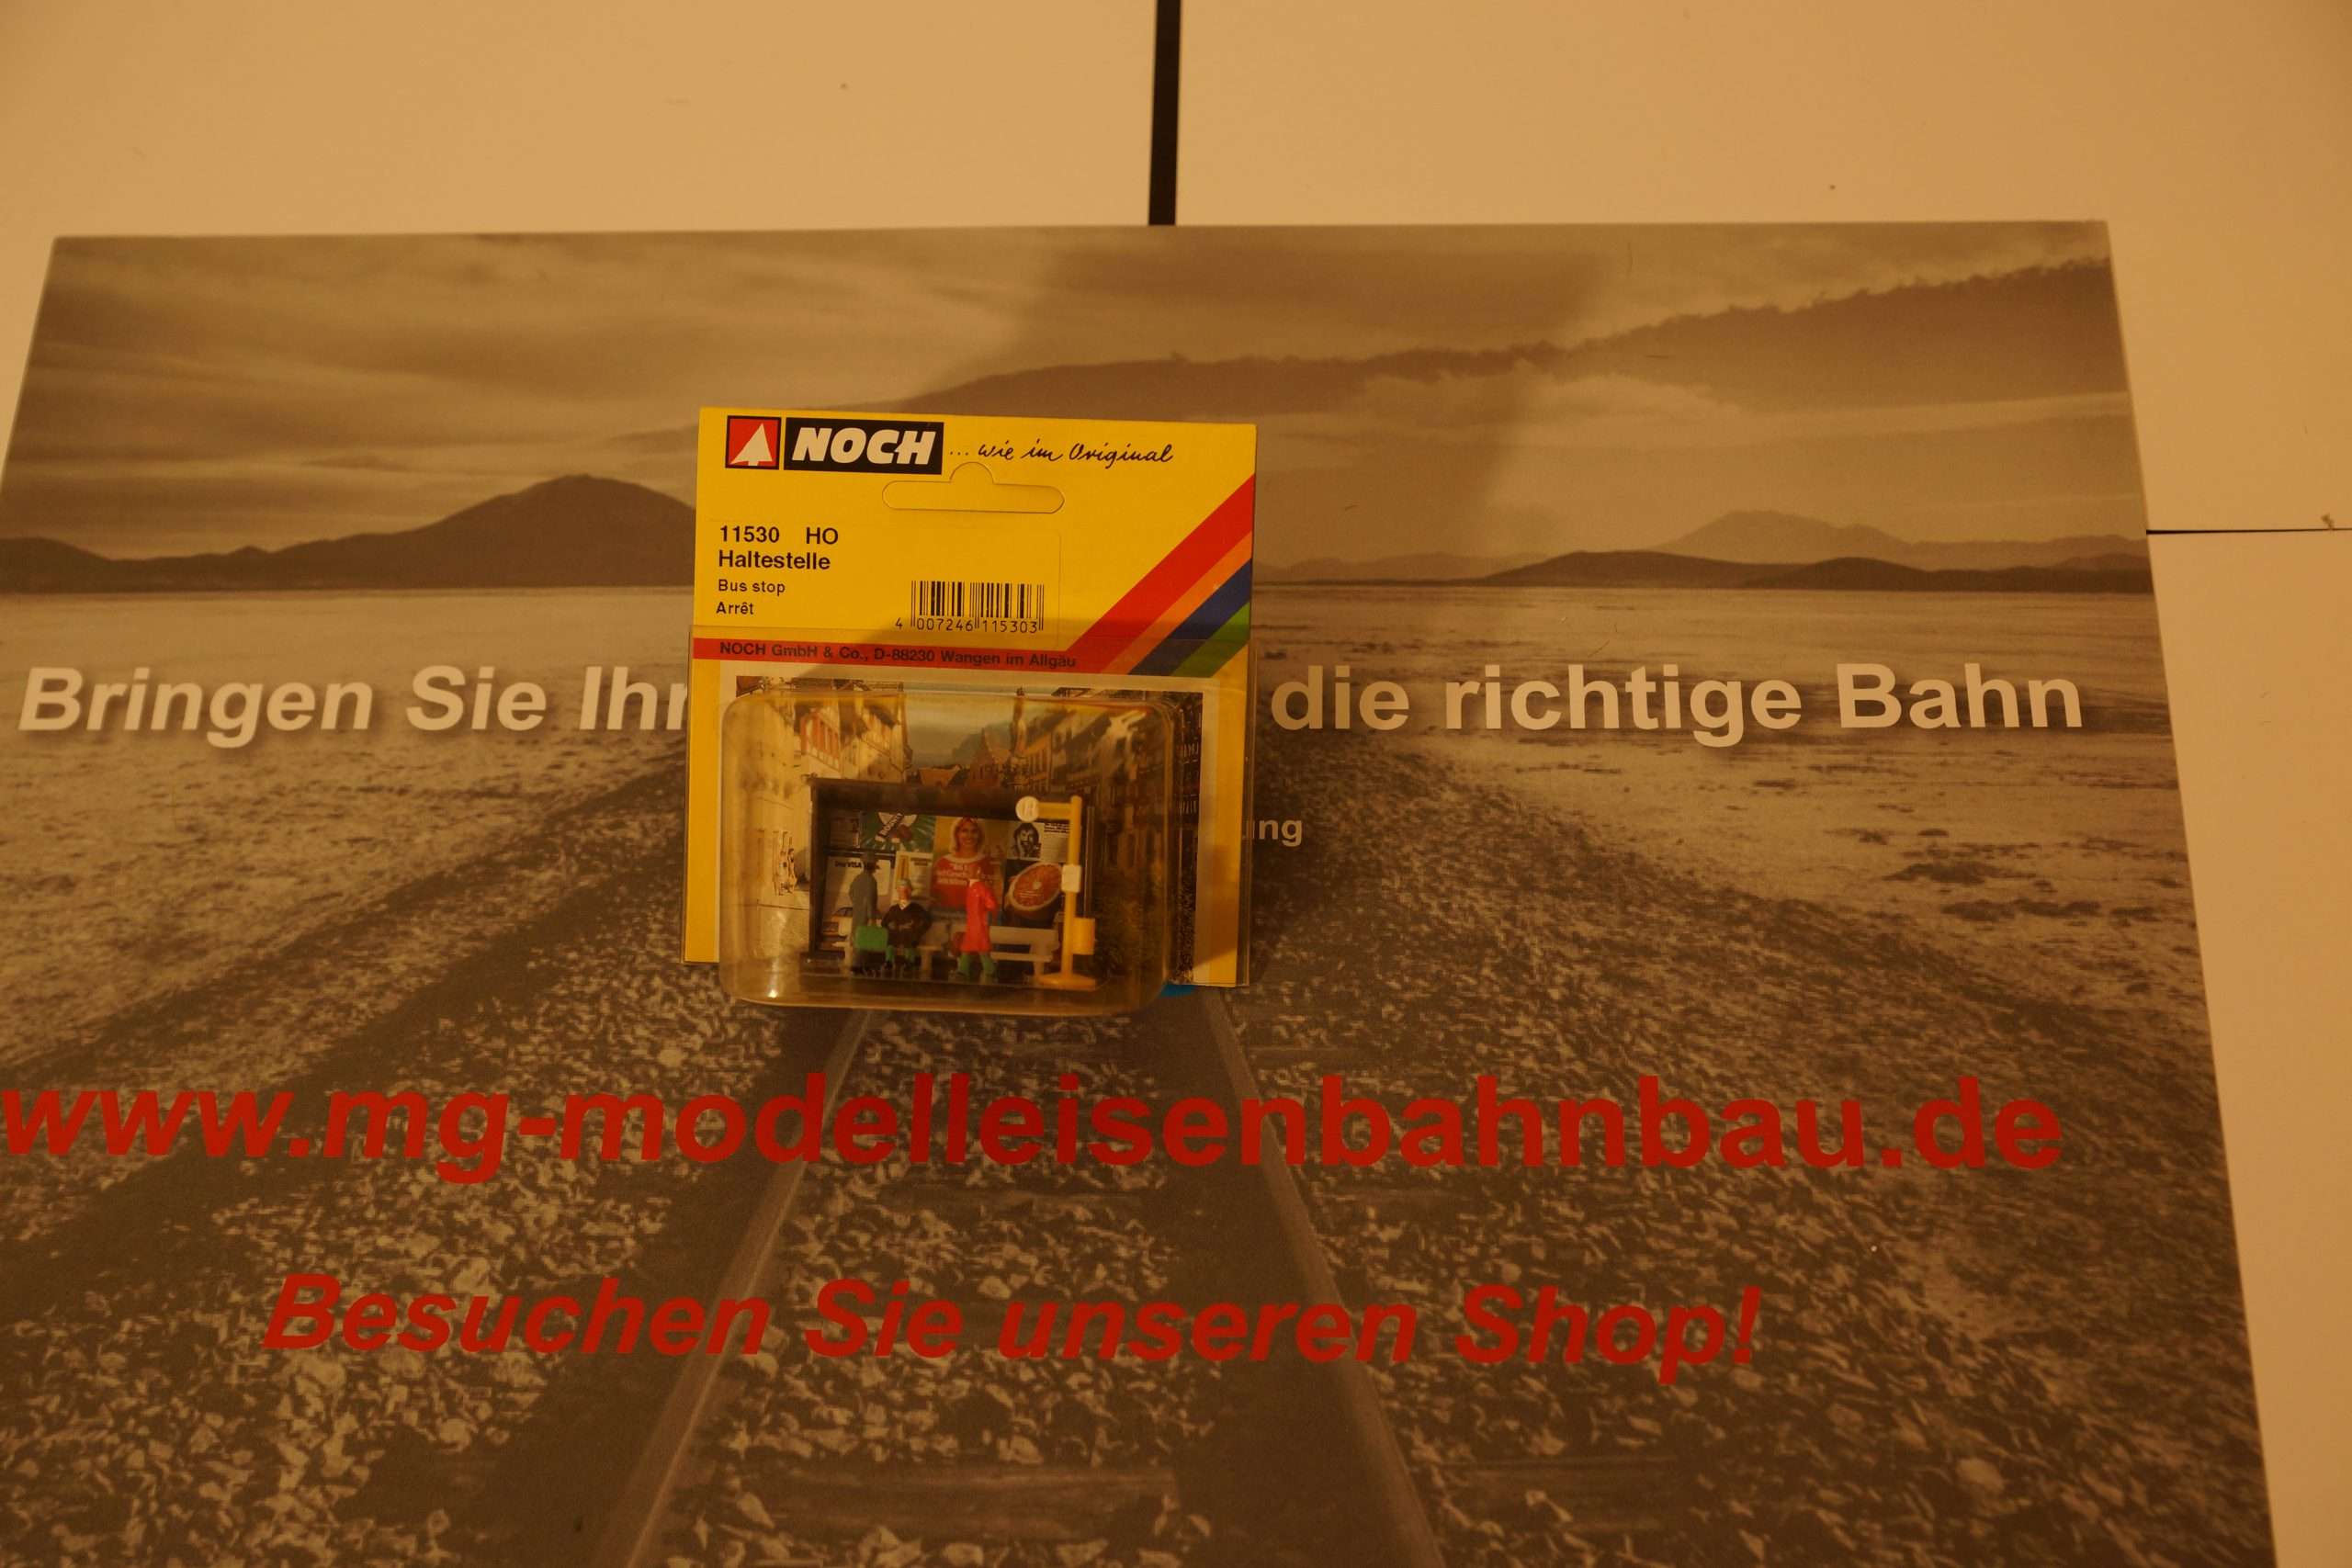 NOCH ... wie im Original
11530 HO
Haltestelle
Bus stop
Arrêt
4 007246 115303
NOCH GmbH & Co., D-88230 Wangen im Allgäu
Bringen Sie Ihr die richtige Bahn
ung
www.mg-modelleisenbahnbau.de
Besuchen Sie unseren Shop!